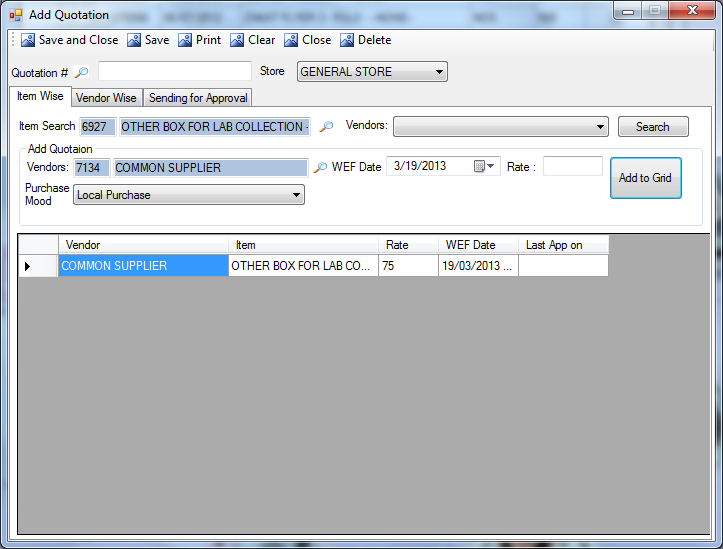 Add Quotation
Save and Close Save Print Clear Close Delete
Quotation # Store GENERAL STORE
Item Wise Vendor Wise Sending for Approval
Item Search 6927 OTHER BOX FOR LAB COLLECTION - Vendors: Search
Add Quotaion
Vendors: 7134 COMMON SUPPLIER WEF Date 3/19/2013 Rate : Add to Grid
Purchase Mood Local Purchase
Vendor Item Rate WEF Date Last App on
COMMON SUPPLIER OTHER BOX FOR LAB CO... 75 19/03/2013 ...